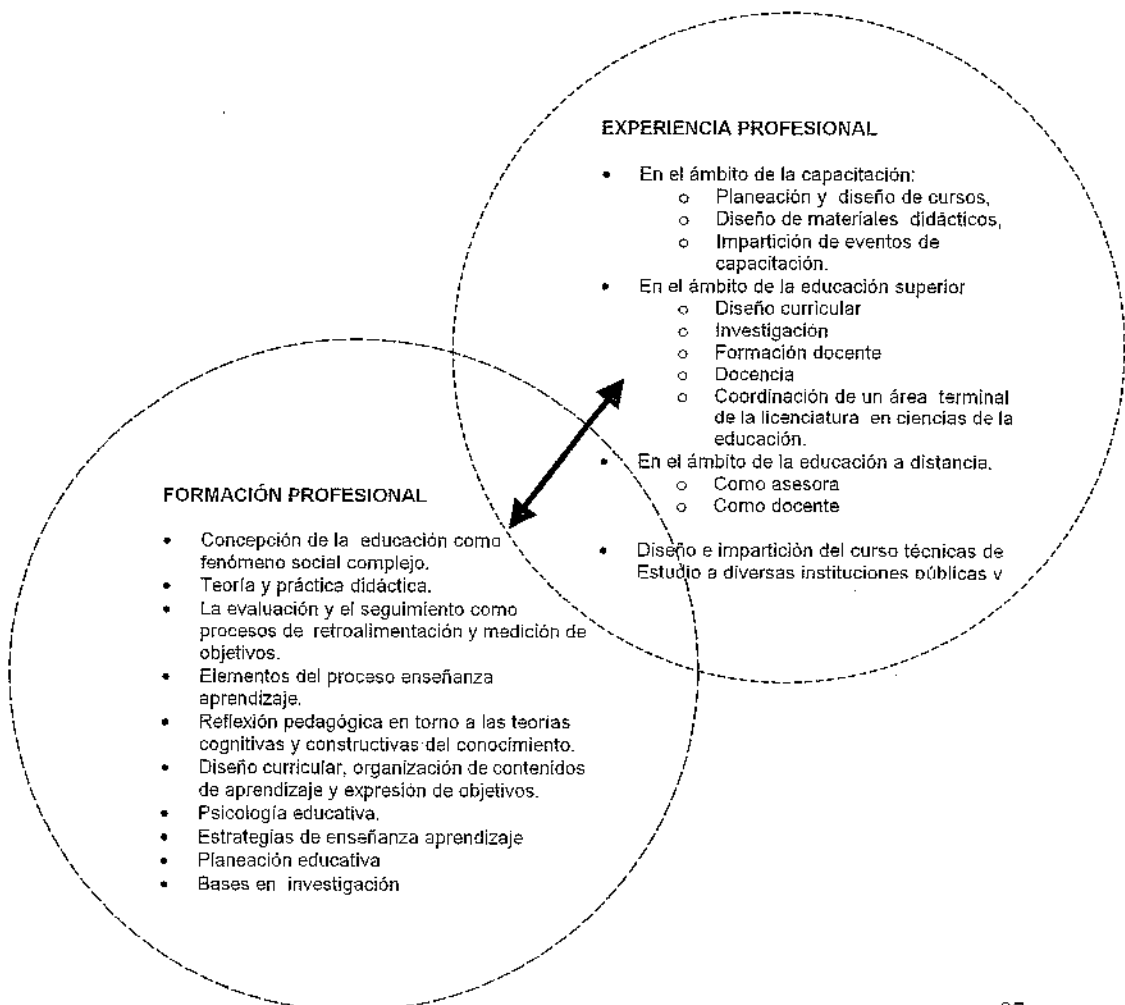 EXPERIENCIA PROFESIONAL
• En el ámbito de la capacitación:
o Planeación y diseño de cursos,
o Diseño de materiales didácticos,
o Impartición de eventos de
capacitación.
• En el ámbito de la educación superior
o Diseño curricular
o Investigación
o Formación docente
o Docencia
o Coordinación de un área terminal
de la licenciatura en ciencias de la
educación.
• En el ámbito de la educación a distancia.
o Como asesora
o Como docente
• Diseño e impartición del curso técnicas de
Estudio a diversas instituciones públicas y
FORMACIÓN PROFESIONAL
• Concepción de la educación como
fenómeno social complejo.
• Teoría y práctica didáctica.
• La evaluación y el seguimiento como
procesos de retroalimentación y medición de
objetivos.
• Elementos del proceso enseñanza
aprendizaje.
• Reflexión pedagógica en torno a las teorías
cognitivas y constructivas del conocimiento.
• Diseño curricular, organización de contenidos
de aprendizaje y expresión de objetivos.
• Psicología educativa.
• Estrategias de enseñanza aprendizaje
• Planeación educativa
• Bases en investigación